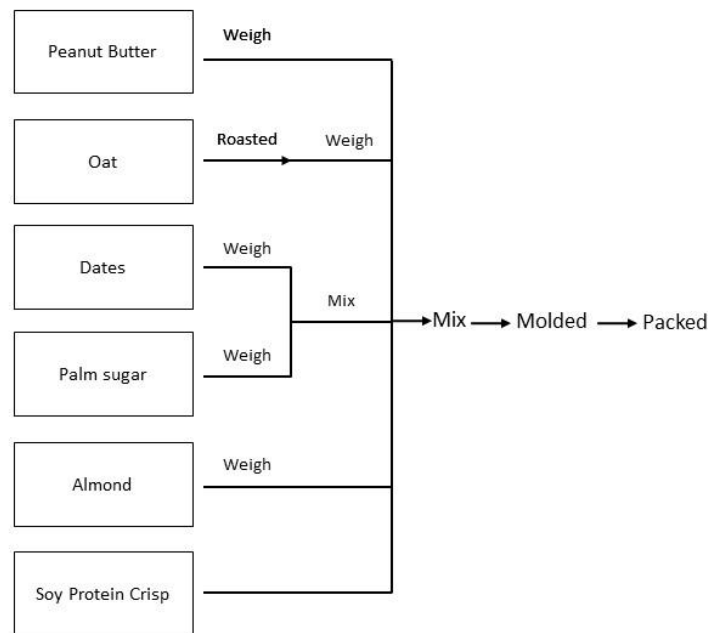 Weigh
Peanut Butter
Roasted
Weigh
Oat
Weigh
Dates
Mix
Mix
Molded
Packed
Weigh
Palm sugar
Weigh
Almond
Soy Protein Crisp